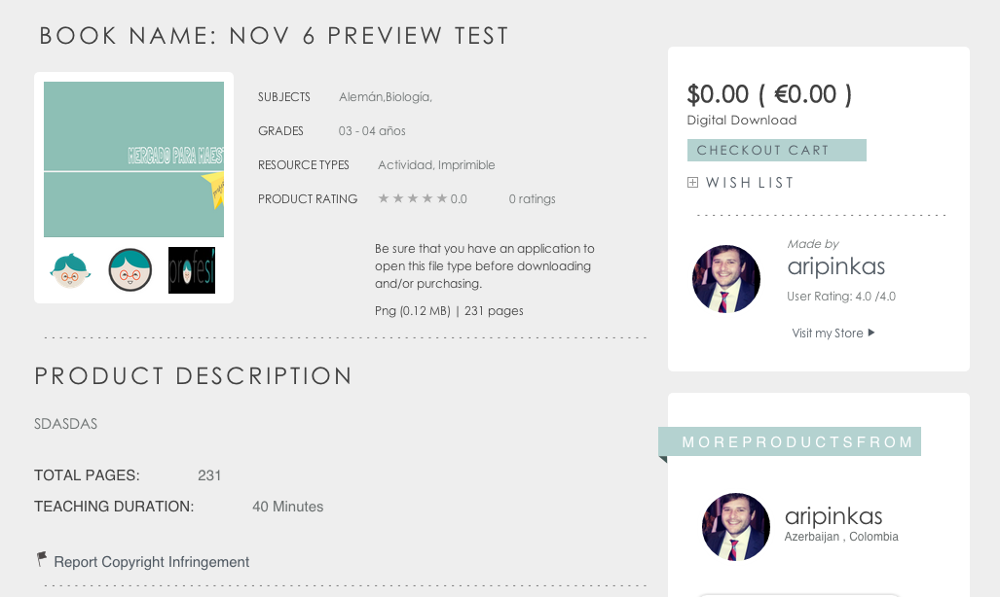 BOOK NAME: NOV 6 PREVIEW TEST
MERCADO PARA MAES
SUBJECTS Alemán,Biología,
GRADES 03 - 04 años
RESOURCE TYPES Actividad, Imprimible
PRODUCT RATING ★★★★★ 0.0 0 ratings
Be sure that you have an application to
open this file type before downloading
and/or purchasing.
Png (0.12 MB) | 231 pages
profesi
PRODUCT DESCRIPTION
SDASDAS
TOTAL PAGES: 231
TEACHING DURATION: 40 Minutes
Report Copyright Infringement
$0.00 ( €0.00 )
Digital Download
CHECKOUT CART
WISH LIST
Made by
aripinkas
User Rating: 4.0 /4.0
Visit my Store
MOREPRODUCTSFROM
aripinkas
Azerbaijan , Colombia